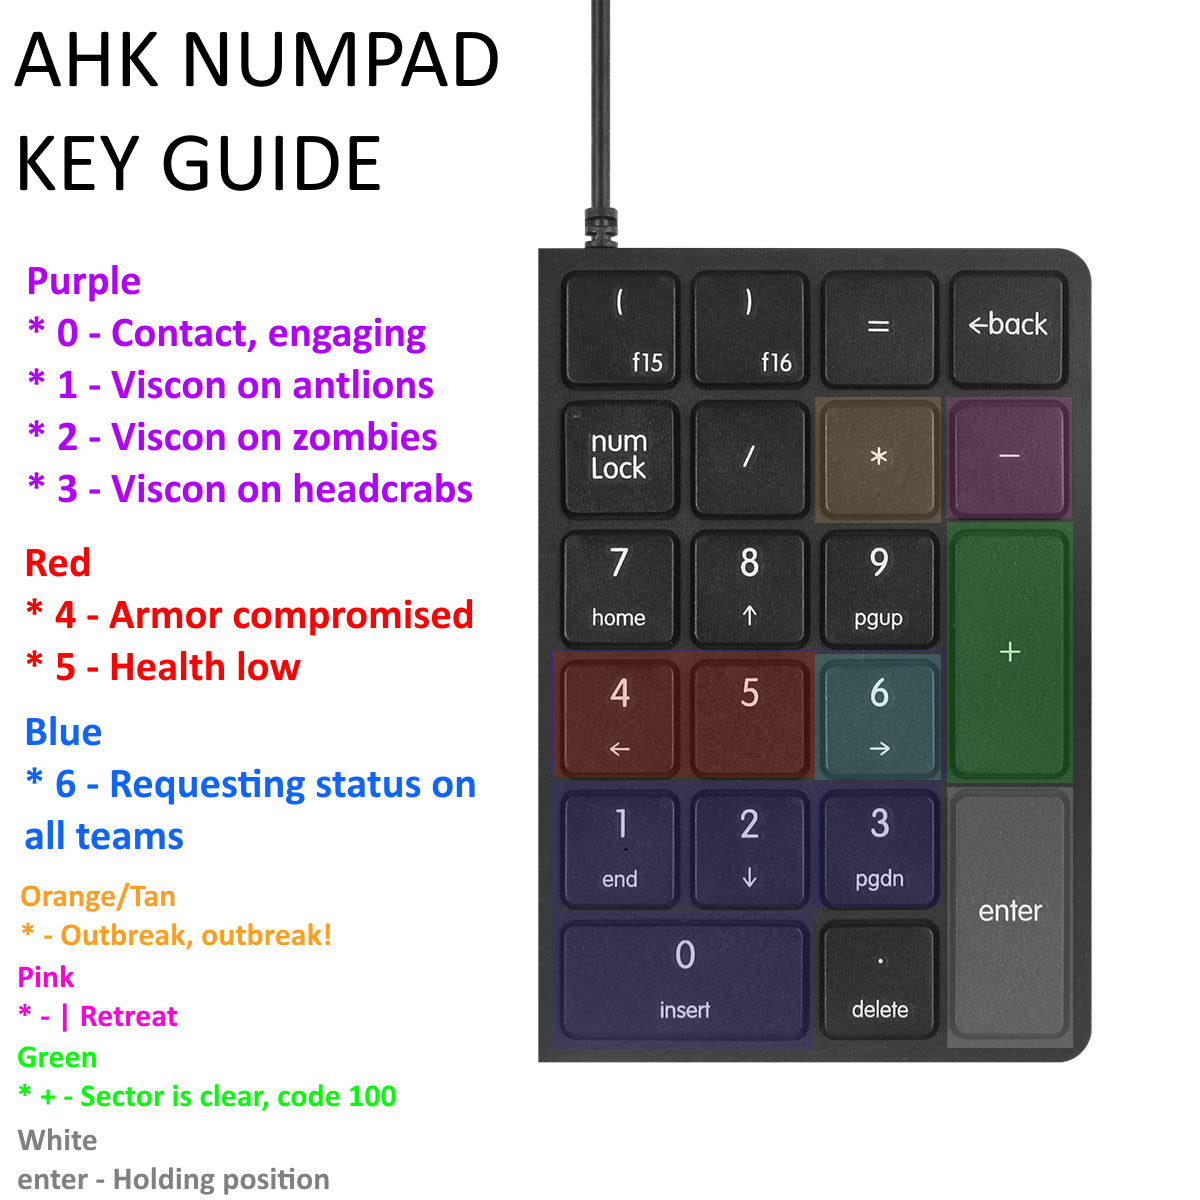 AHK NUMPAD
KEY GUIDE
Purple
* 0 - Contact, engaging
* 1 - Viscon on antlions
* 2 - Viscon on zombies
* 3 - Viscon on headcrabs
Red
* 4 - Armor compromised
* 5 - Health low
Blue
* 6 - Requesting status on
all teams
Orange/Tan
* - Outbreak, outbreak!
Pink
* - | Retreat
Green
* + - Sector is clear, code 100
White
enter - Holding position
( ) = ←back
f15 f16
num
Lock / * −
7 8 9
home ↑ pgup
+
4 5 6
← →
1 2 3
end ↓ pgdn
enter
0 .
insert delete